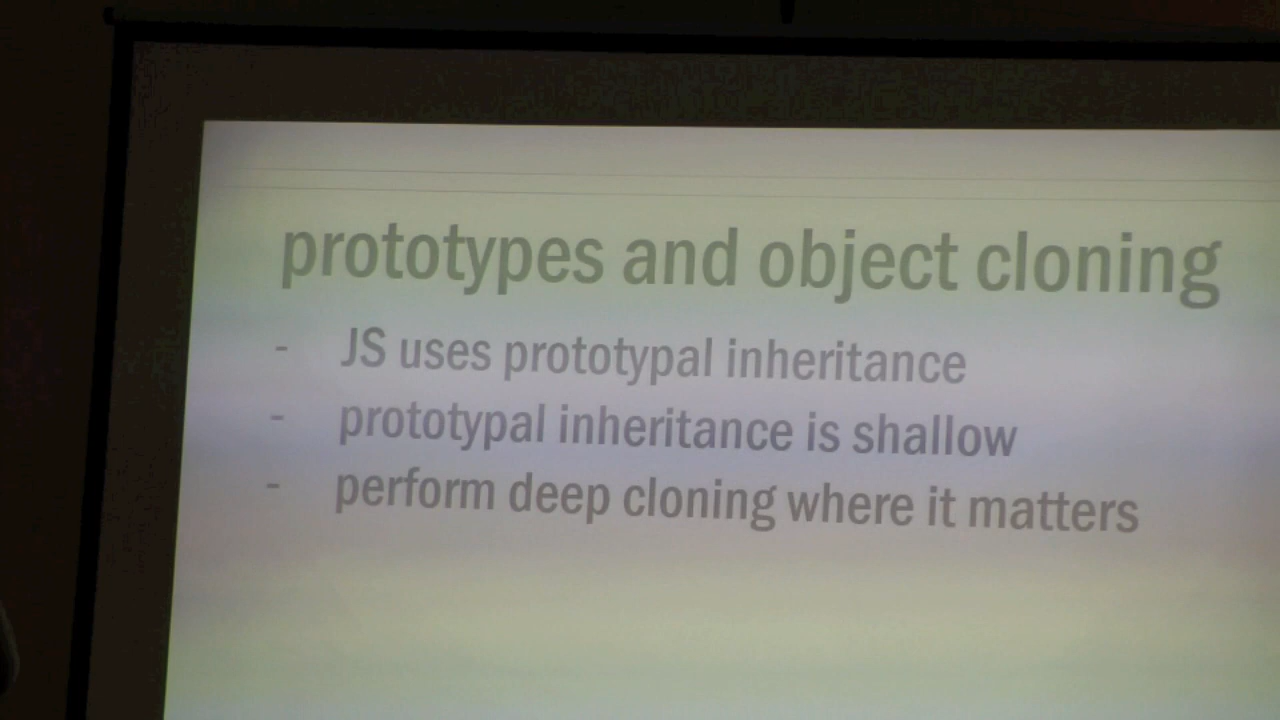 prototypes and object cloning
- JS uses prototypal inheritance
- prototypal inheritance is shallow
- perform deep cloning where it matters